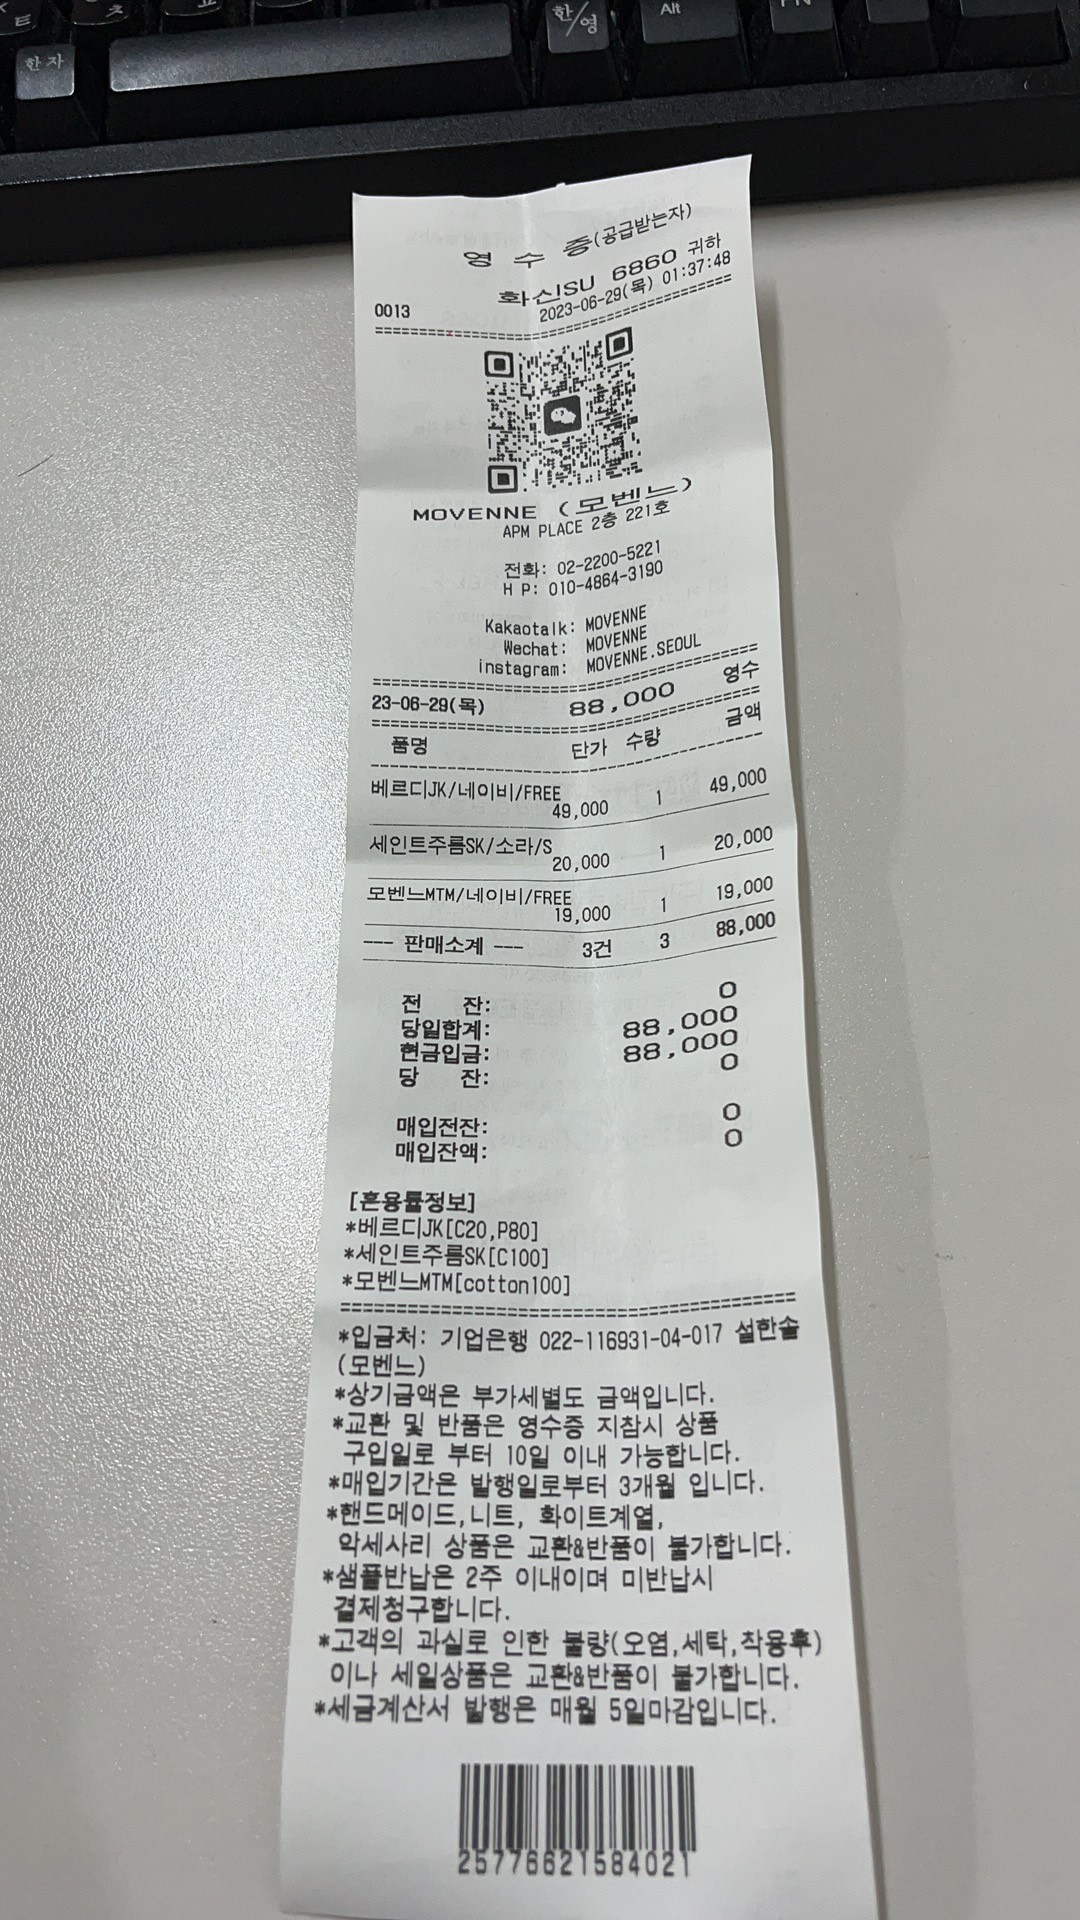 ㅌ
ㅊ
한/영
Alt
한자
영 수 증(공급받는자)
화신SU 6860 귀하
0013 2023-06-29(목) 01:37:48
MOVENNE (모벤느)
APM PLACE 2층 221호
전화: 02-2200-5221
H P: 010-4864-3190
Kakaotalk: MOVENNE
Wechat: MOVENNE
instagram: MOVENNE.SEOUL
23-06-29(목) 88,000 영수
품명 단가 수량 금액
베르디JK/네이비/FREE
49,000 1 49,000
세인트주름SK/소라/S
20,000 1 20,000
모벤느MTM/네이비/FREE
19,000 1 19,000
--- 판매소계 --- 3건 3 88,000
전 잔: 0
당일합계: 88,000
현금입금: 88,000
당 잔: 0
매입전잔: 0
매입잔액: 0
[혼용률정보]
*베르디JK[C20,P80]
*세인트주름SK[C100]
*모벤느MTM[cotton100]
*입금처: 기업은행 022-116931-04-017 설한솔
(모벤느)
*상기금액은 부가세별도 금액입니다.
*교환 및 반품은 영수증 지참시 상품
구입일로 부터 10일 이내 가능합니다.
*매입기간은 발행일로부터 3개월 입니다.
*핸드메이드,니트, 화이트계열,
악세사리 상품은 교환&반품이 불가합니다.
*샘플반납은 2주 이내이며 미반납시
결제청구합니다.
*고객의 과실로 인한 불량(오염,세탁,착용후)
이나 세일상품은 교환&반품이 불가합니다.
*세금계산서 발행은 매월 5일마감입니다.
25776621584021